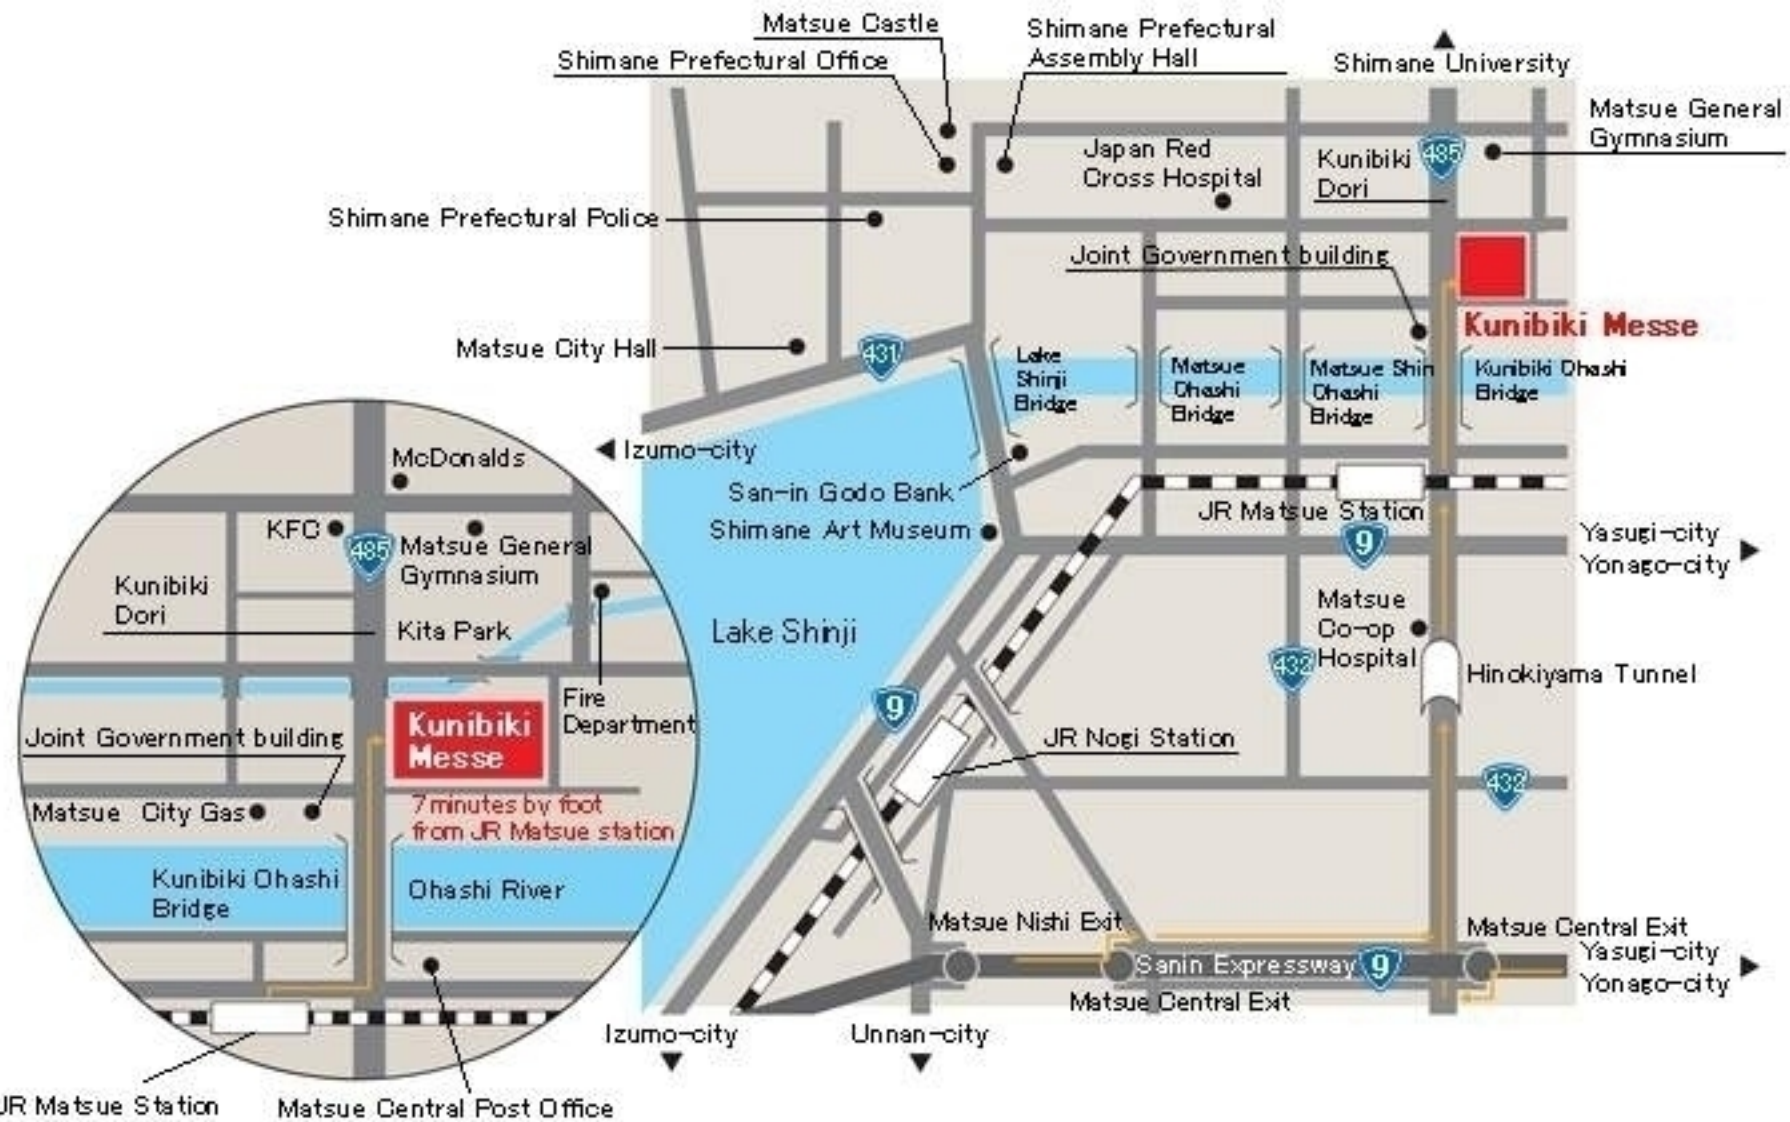 Matsue Castle
Shimane Prefectural
Assembly Hall
Shimane Prefectural Office
Shimane University
Matsue General
Gymnasium
Japan Red
Cross Hospital
Kunibiki
Dori
485
Shimane Prefectural Police
Joint Government building
Kunibiki Messe
Matsue City Hall
431
Lake
Shinji
Bridge
Matsue
Ohashi
Bridge
Matsue Shin
Ohashi
Bridge
Kunibiki Ohashi
Bridge
Izumo-city
San-in Godo Bank
Shimane Art Museum
JR Matsue Station
9
Yasugi-city
Yonago-city
Matsue
Co-op
Hospital
432
Hinokiyama Tunnel
Lake Shinji
9
JR Nogi Station
432
Matsue Nishi Exit
Matsue Central Exit
Sanin Expressway
9
Yasugi-city
Yonago-city
Matsue Central Exit
Izumo-city
Unnan-city
McDonalds
KFC
485
Matsue General
Gymnasium
Kunibiki
Dori
Kita Park
Fire
Department
Kunibiki
Messe
Joint Government building
Matsue City Gas
7 minutes by foot
from JR Matsue station
Kunibiki Ohashi
Bridge
Ohashi River
JR Matsue Station
Matsue Central Post Office